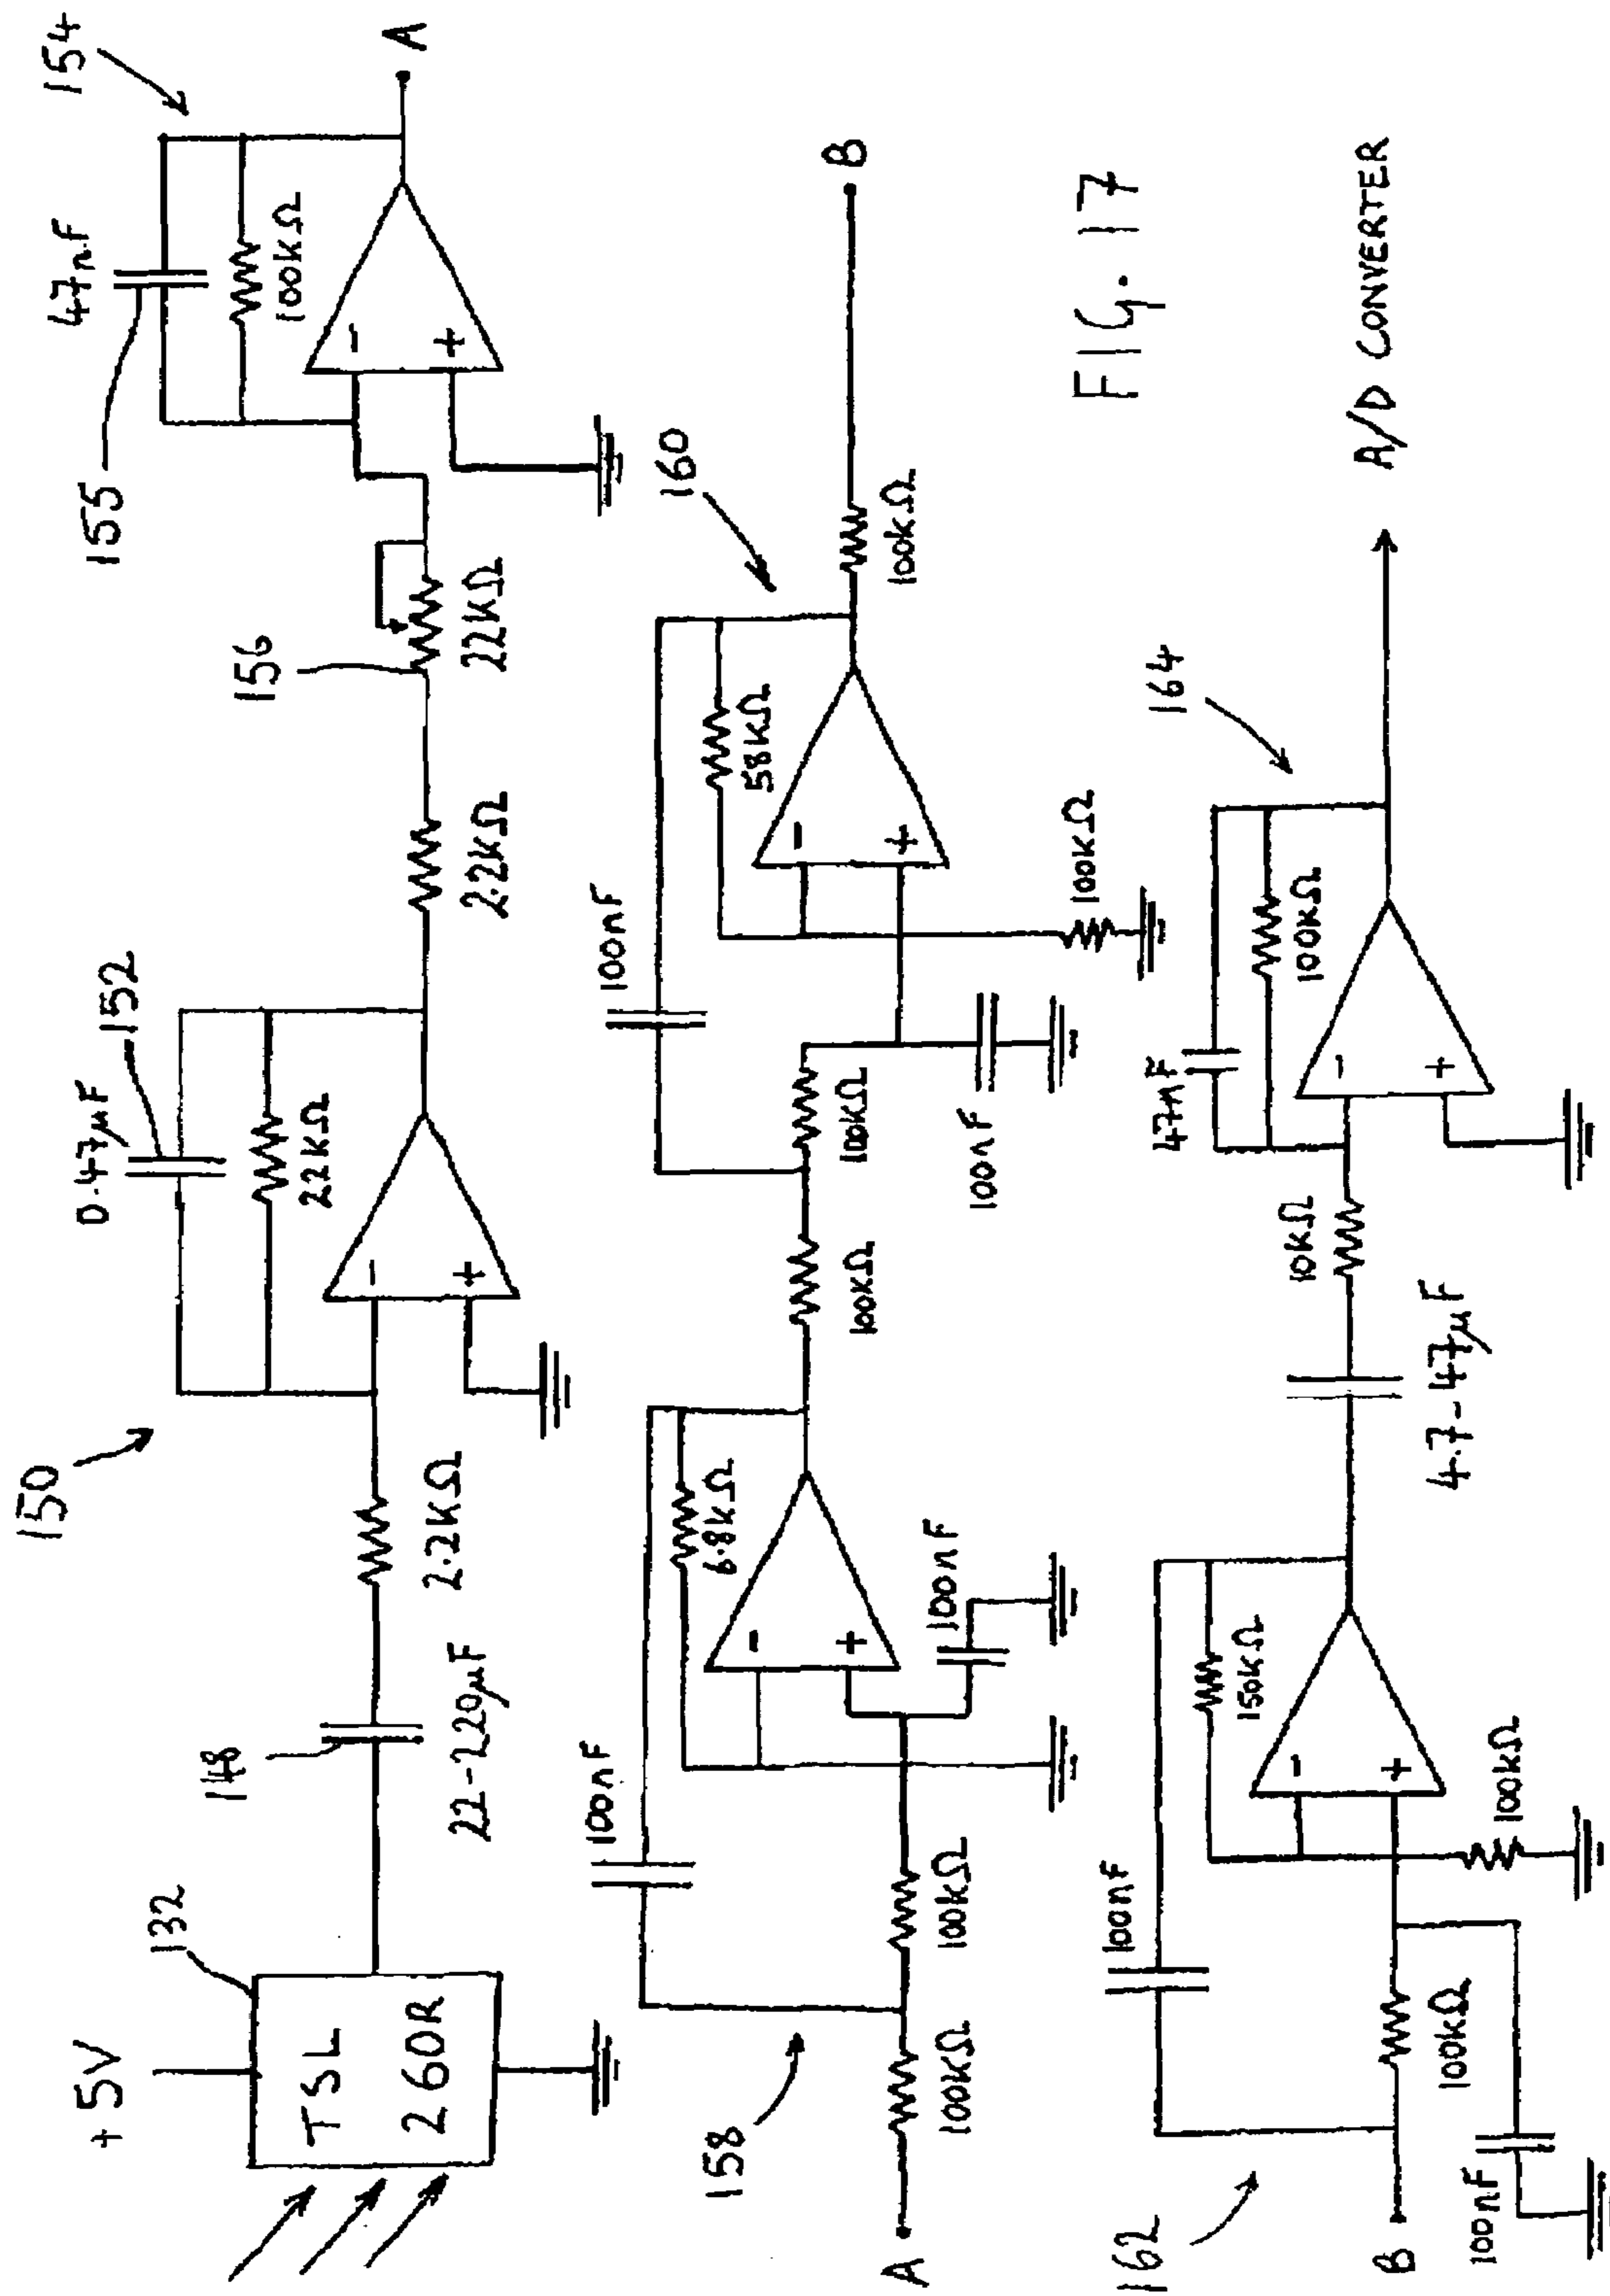 +5V
132
TSL
260R
148
22-220µF
2.2KΩ
150
0.47µF
152
22KΩ
-
+
2.2KΩ
156
22KΩ
155
47nF
100KΩ
-
+
154
A
A
158
100KΩ
100KΩ
100nF
6.8KΩ
-
+
100nF
100KΩ
100KΩ
100nF
100nF
58KΩ
-
+
100KΩ
160
100KΩ
B
B
162
100nF
100KΩ
100nF
150KΩ
-
+
100KΩ
4.7-47µF
10KΩ
47nF
100KΩ
-
+
164
A/D CONVERTER
FIG. 17